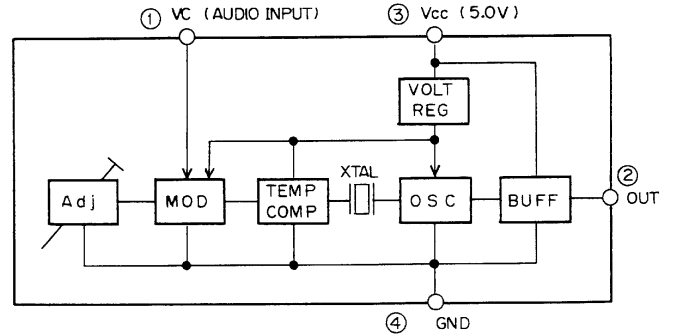 ① VC (AUDIO INPUT)
③ Vcc (5.0V)
VOLT
REG
XTAL
Adj
MOD
TEMP
COMP
OSC
BUFF
②
OUT
④ GND